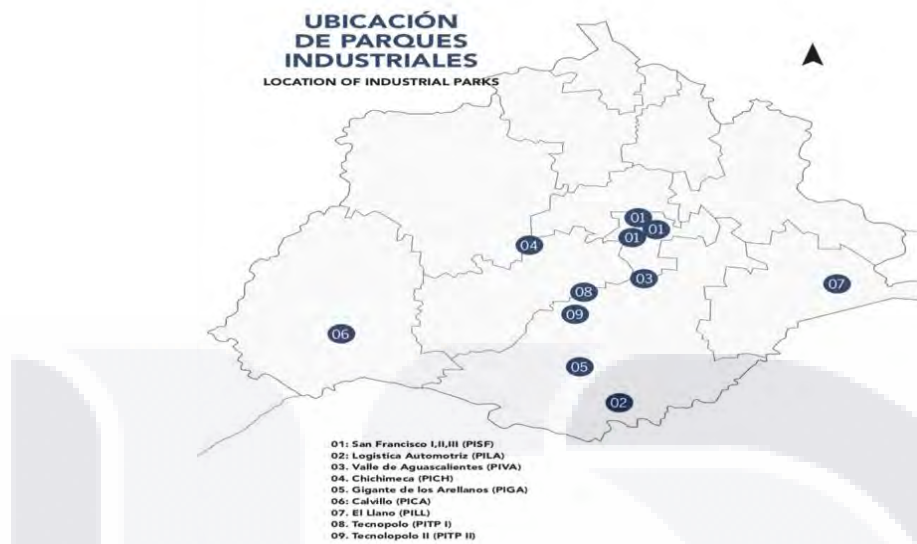 UBICACIÓN
DE PARQUES
INDUSTRIALES
LOCATION OF INDUSTRIAL PARKS
01
01
01
04
03
07
08
09
06
05
02
01: San Francisco I,II,III (PISF)
02: Logistica Automotriz (PILA)
03. Valle de Aguascalientes (PIVA)
04. Chichimeca (PICH)
05. Gigante de los Arellanos (PIGA)
06: Calvillo (PICA)
07. El Llano (PILL)
08. Tecnopolo (PITP I)
09. Tecnolopolo II (PITP II)